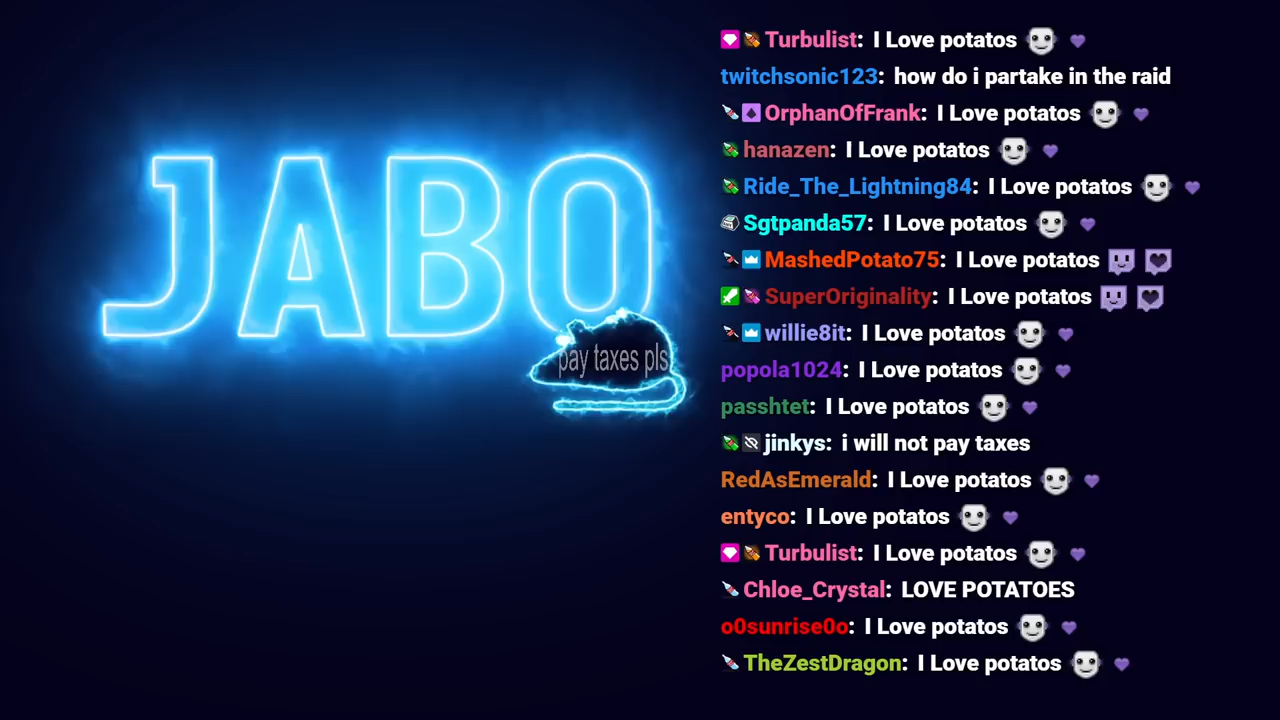 JABO
pay taxes pls
Turbulist: I Love potatos
twitchsonic123: how do i partake in the raid
OrphanOfFrank: I Love potatos
hanazen: I Love potatos
Ride_The_Lightning84: I Love potatos
Sgtpanda57: I Love potatos
MashedPotato75: I Love potatos
SuperOriginality: I Love potatos
willie8it: I Love potatos
popola1024: I Love potatos
passhtet: I Love potatos
jinkys: i will not pay taxes
RedAsEmerald: I Love potatos
entyco: I Love potatos
Turbulist: I Love potatos
Chloe_Crystal: LOVE POTATOES
o0sunrise0o: I Love potatos
TheZestDragon: I Love potatos